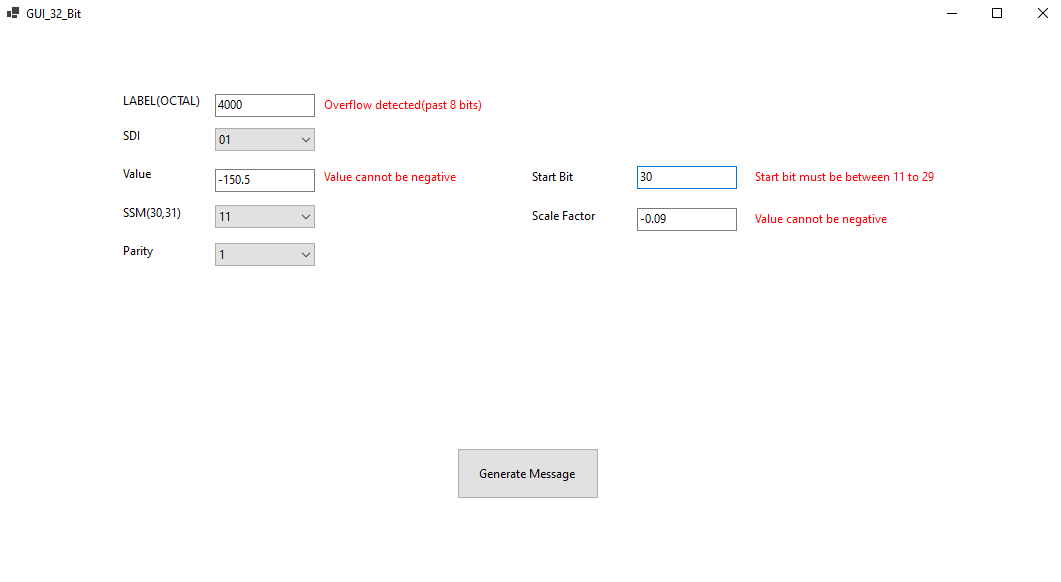 GUI_32_Bit
LABEL(OCTAL) 4000 Overflow detected(past 8 bits)
SDI 01
Value -150.5 Value cannot be negative
Start Bit 30 Start bit must be between 11 to 29
SSM(30,31) 11
Scale Factor -0.09 Value cannot be negative
Parity 1
Generate Message